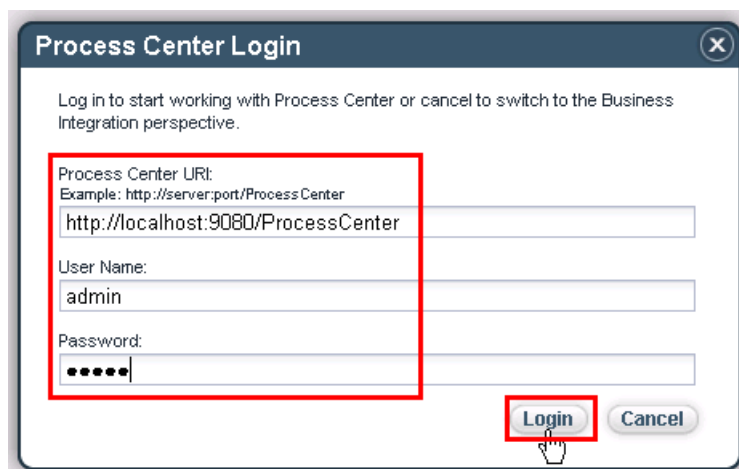 Process Center Login
Log in to start working with Process Center or cancel to switch to the Business
Integration perspective.
Process Center URI:
Example: http://server:port/ProcessCenter
http://localhost:9080/ProcessCenter
User Name:
admin
Password:
●●●●●
Login Cancel